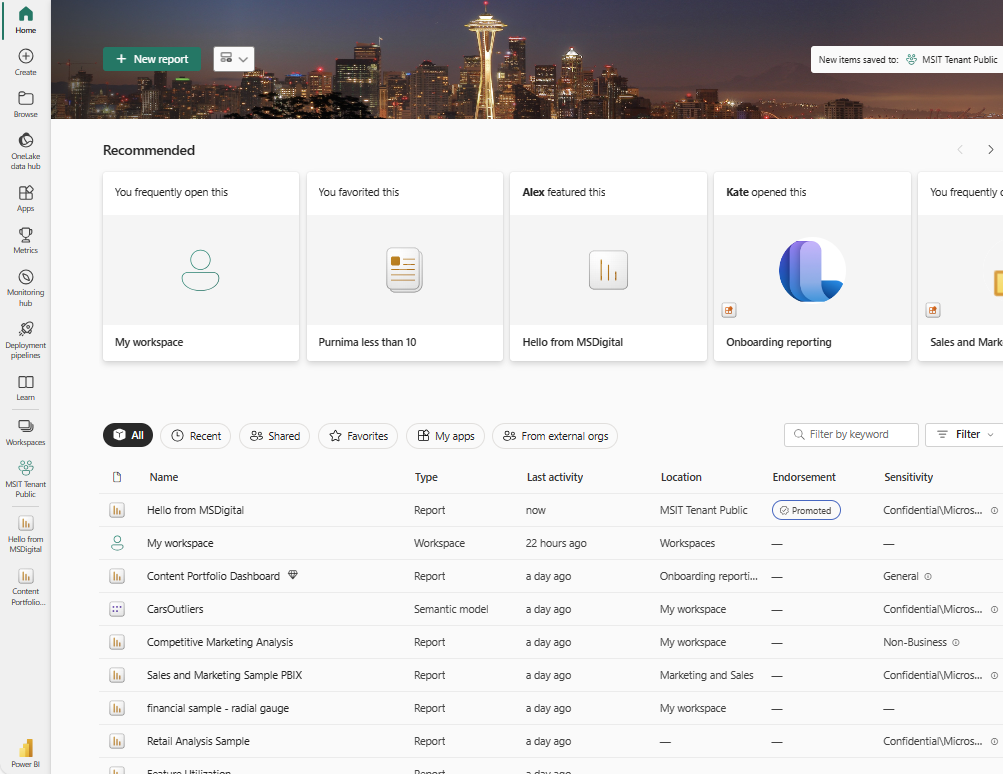 Home
Create
Browse
OneLake
data hub
Apps
Metrics
Monitoring
hub
Deployment
pipelines
Learn
Workspaces
MSIT Tenant
Public
Hello from
MSDigital
Content
Portfolio...
Power BI
New report
New items saved to: MSIT Tenant Public
Recommended
You frequently open this
My workspace
You favorited this
Purnima less than 10
Alex featured this
Hello from MSDigital
Kate opened this
Onboarding reporting
You frequently
Sales and Mark
All Recent Shared Favorites My apps From external orgs Filter by keyword Filter
Name Type Last activity Location Endorsement Sensitivity
Hello from MSDigital Report now MSIT Tenant Public Promoted Confidential\Micros...
My workspace Workspace 22 hours ago Workspaces — —
Content Portfolio Dashboard Report a day ago Onboarding reporti... — General
CarsOutliers Semantic model a day ago My workspace — Confidential\Micros...
Competitive Marketing Analysis Report a day ago My workspace — Non-Business
Sales and Marketing Sample PBIX Report a day ago Marketing and Sales — Confidential\Micros...
financial sample - radial gauge Report a day ago My workspace — —
Retail Analysis Sample Report a day ago — — Confidential\Micros...
Feature Utilization Report a day ago